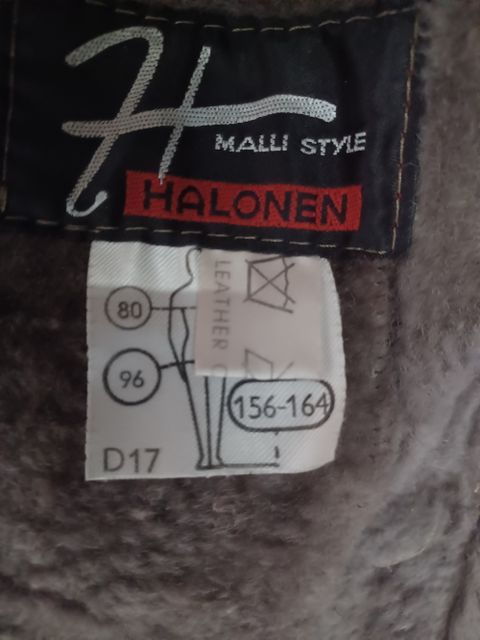 H
MALLI STYLE
HALONEN
LEATHER
80
96
156-164
D17